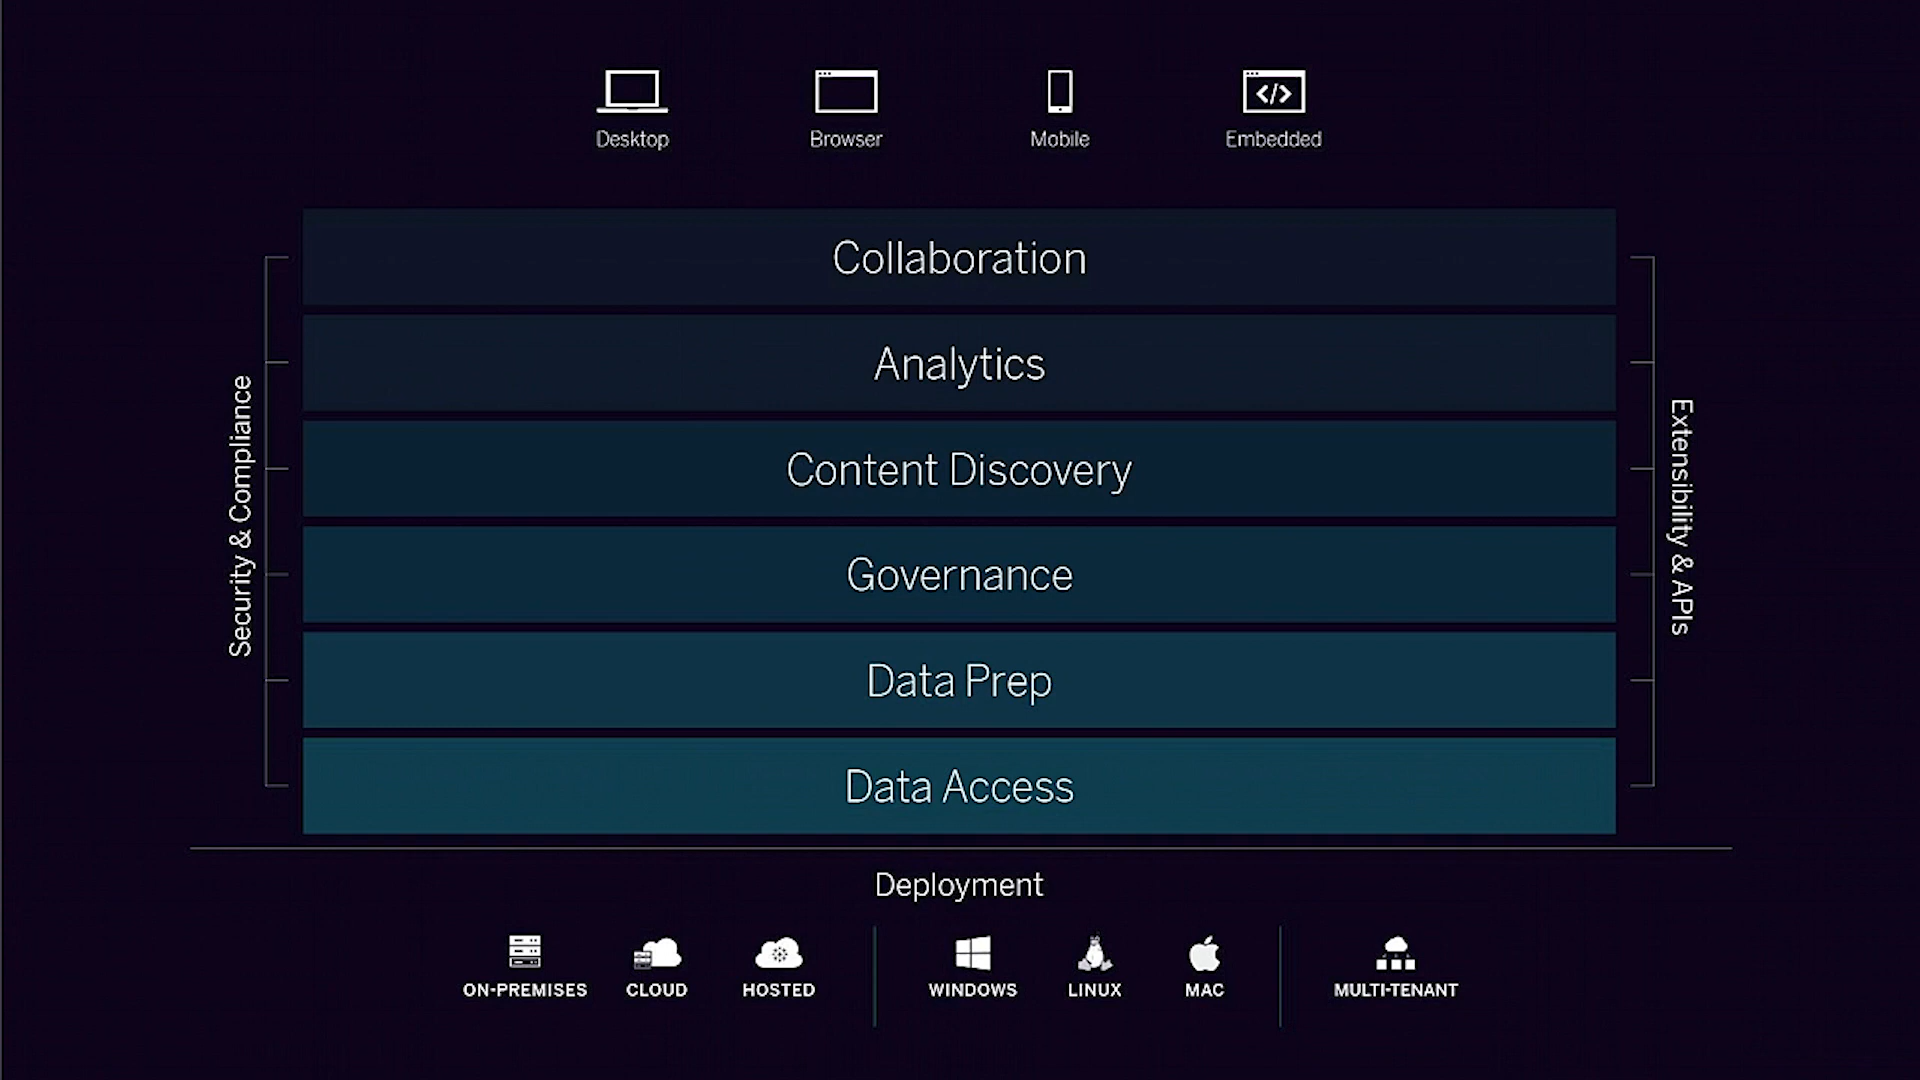 Desktop
Browser
Mobile
Embedded
Security & Compliance
Collaboration
Analytics
Content Discovery
Governance
Data Prep
Data Access
Extensibility & APIs
Deployment
ON-PREMISES
CLOUD
HOSTED
WINDOWS
LINUX
MAC
MULTI-TENANT